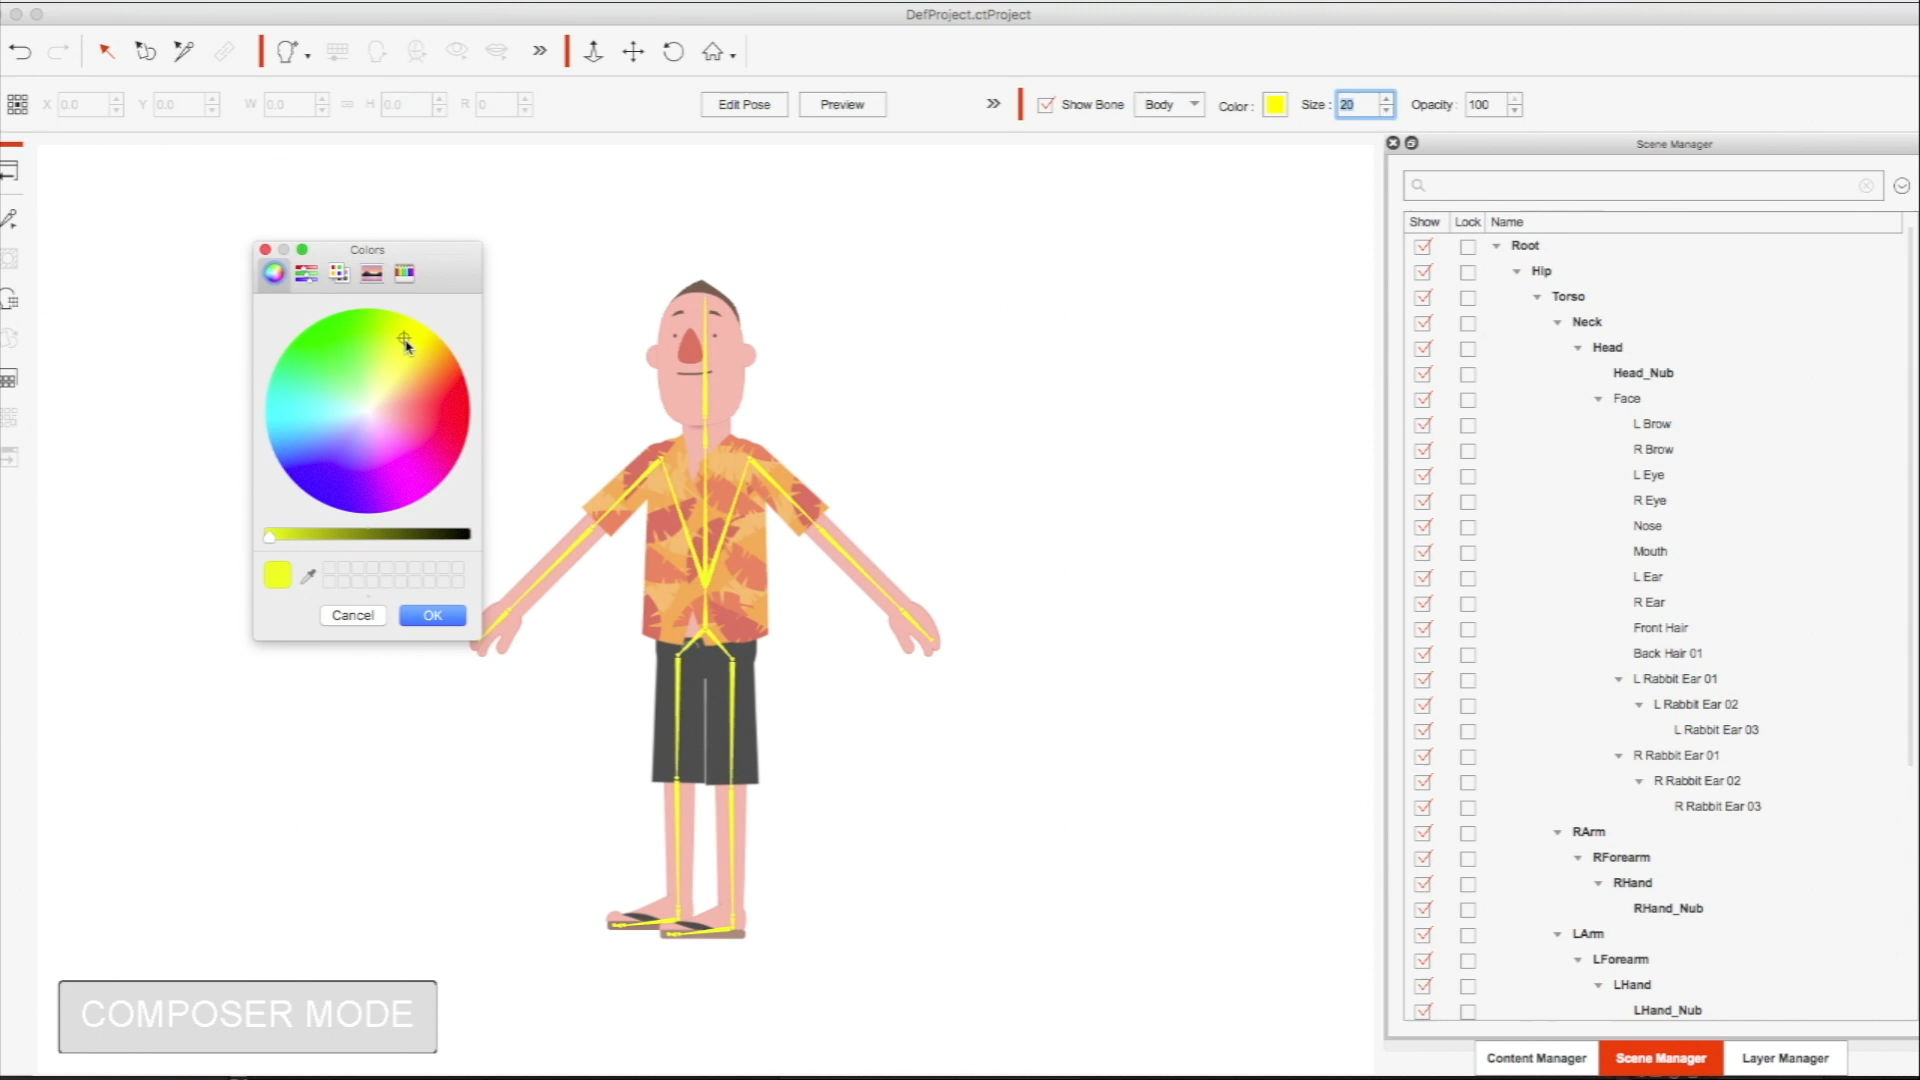 DefProject.ctProject
X 0.0 Y 0.0 W 0.0 H 0.0 R 0 Edit Pose Preview Show Bone Body Color : Size : 20 Opacity : 100
Scene Manager
Show Lock Name
Root
Hip
Torso
Neck
Head
Head_Nub
Face
L Brow
R Brow
L Eye
R Eye
Nose
Mouth
L Ear
R Ear
Front Hair
Back Hair 01
L Rabbit Ear 01
L Rabbit Ear 02
L Rabbit Ear 03
R Rabbit Ear 01
R Rabbit Ear 02
R Rabbit Ear 03
RArm
RForearm
RHand
RHand_Nub
LArm
LForearm
LHand
LHand_Nub
Colors
Cancel OK
COMPOSER MODE
Content Manager Scene Manager Layer Manager